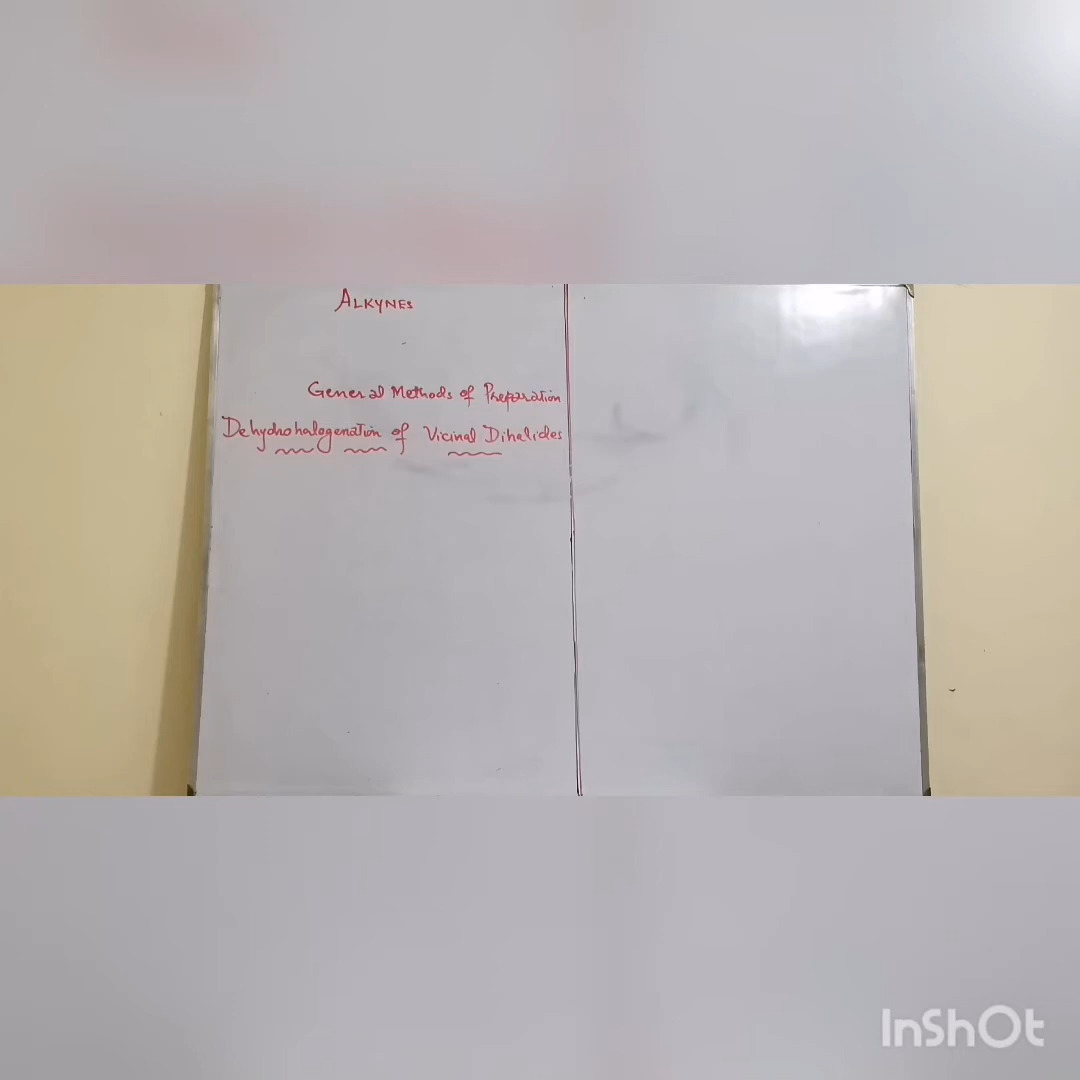 ALKYNES
General Methods of Preparation
Dehydrohalogenation of Vicinal Dihalides
InShOt